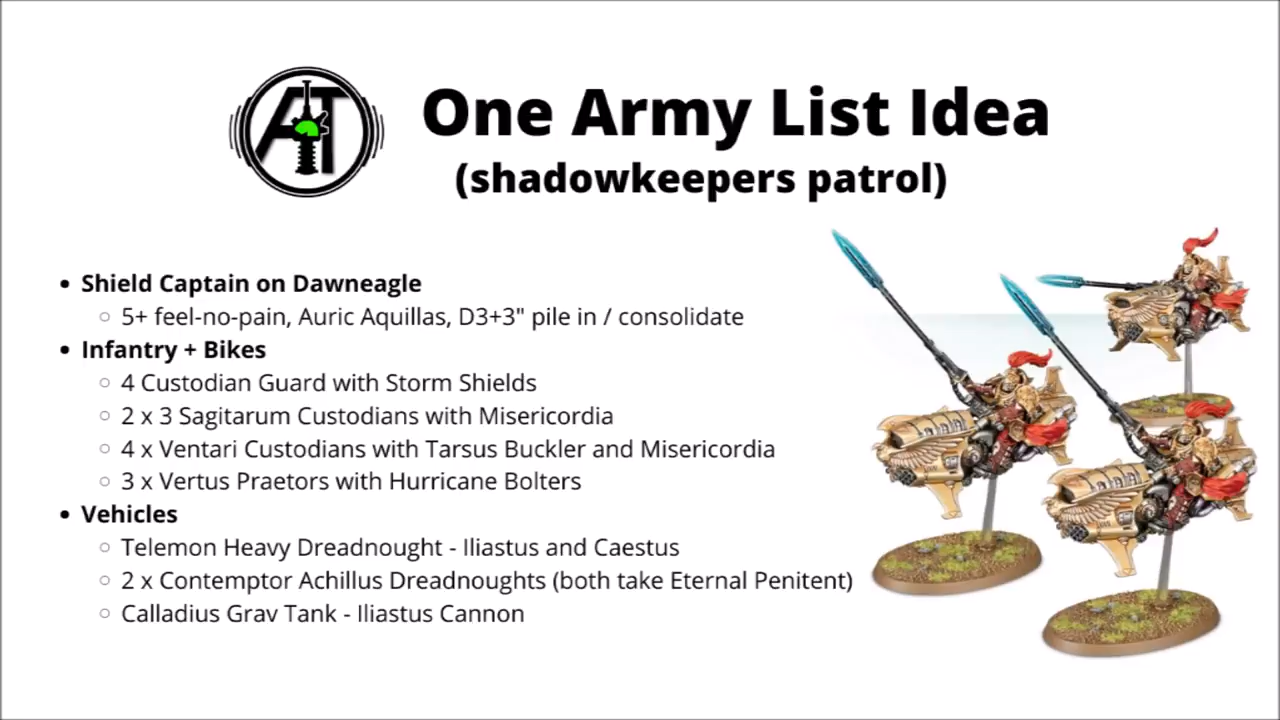 AT
One Army List Idea
(shadowkeepers patrol)
• Shield Captain on Dawneagle
○ 5+ feel-no-pain, Auric Aquillas, D3+3" pile in / consolidate
• Infantry + Bikes
○ 4 Custodian Guard with Storm Shields
○ 2 x 3 Sagitarum Custodians with Misericordia
○ 4 x Ventari Custodians with Tarsus Buckler and Misericordia
○ 3 x Vertus Praetors with Hurricane Bolters
• Vehicles
○ Telemon Heavy Dreadnought - Iliastus and Caestus
○ 2 x Contemptor Achillus Dreadnoughts (both take Eternal Penitent)
○ Calladius Grav Tank - Iliastus Cannon